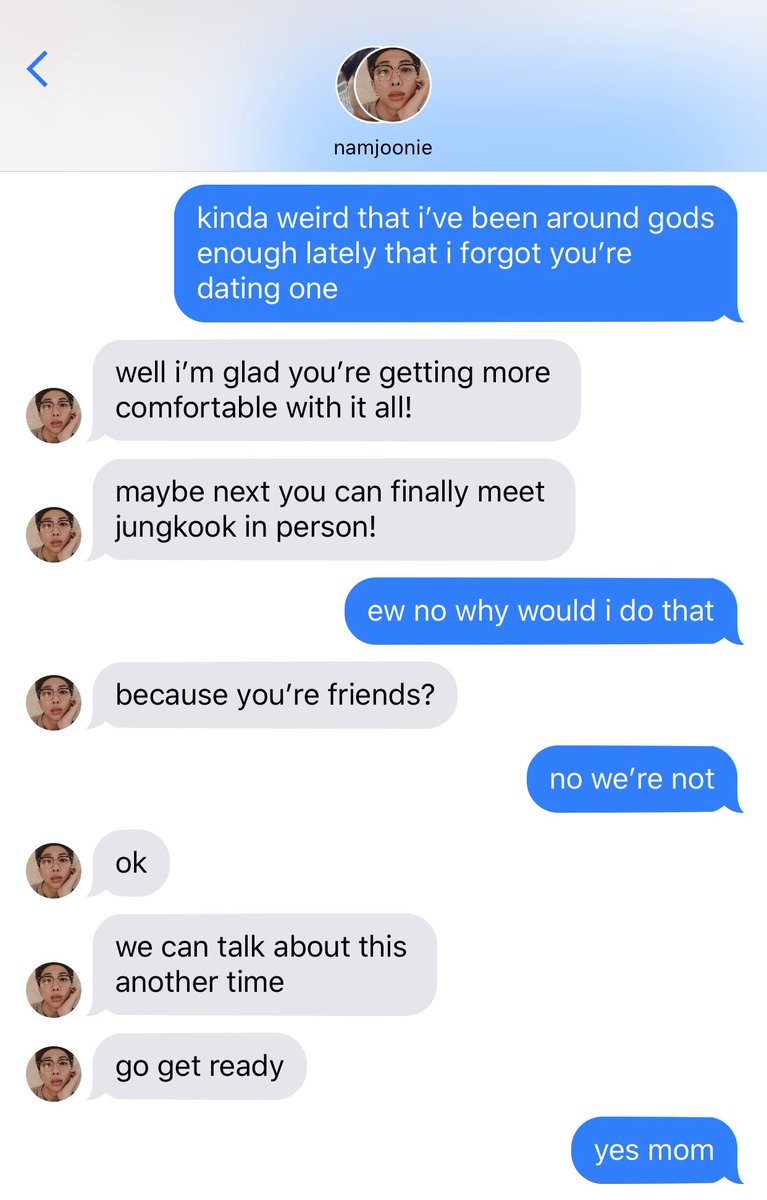 namjoonie
kinda weird that i’ve been around gods
enough lately that i forgot you’re
dating one
well i’m glad you’re getting more
comfortable with it all!
maybe next you can finally meet
jungkook in person!
ew no why would i do that
because you’re friends?
no we’re not
ok
we can talk about this
another time
go get ready
yes mom